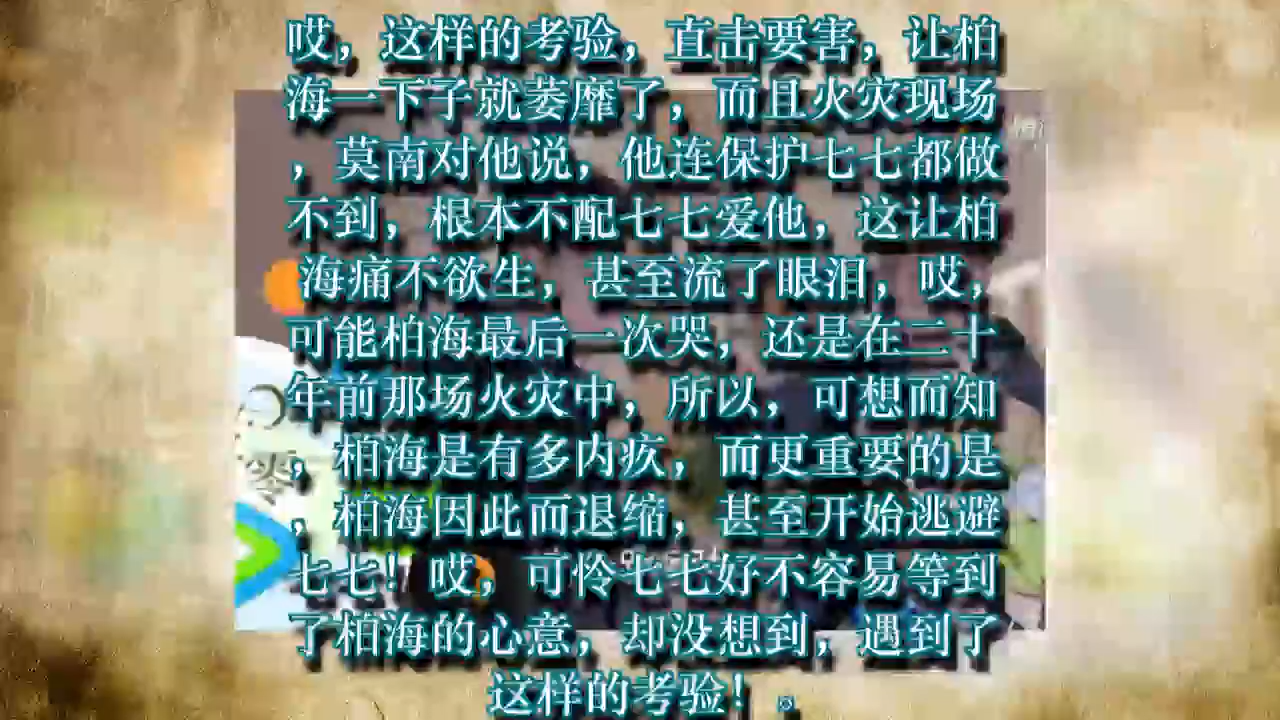 哎，这样的考验，直击要害，让柏
海一下子就萎靡了，而且火灾现场
，莫南对他说，他连保护七七都做
不到，根本不配七七爱他，这让柏
海痛不欲生，甚至流了眼泪，哎，
可能柏海最后一次哭，还是在二十
年前那场火灾中，所以，可想而知
，柏海是有多内疚，而更重要的是
，柏海因此而退缩，甚至开始逃避
七七！哎，可怜七七好不容易等到
了柏海的心意，却没想到，遇到了
这样的考验！。
零